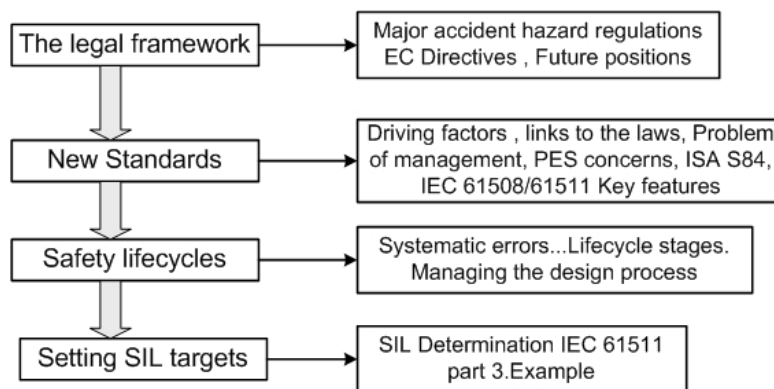 The legal framework
Major accident hazard regulations
EC Directives , Future positions
New Standards
Driving factors , links to the laws, Problem
of management, PES concerns, ISA S84,
IEC 61508/61511 Key features
Safety lifecycles
Systematic errors...Lifecycle stages.
Managing the design process
Setting SIL targets
SIL Determination IEC 61511
part 3.Example